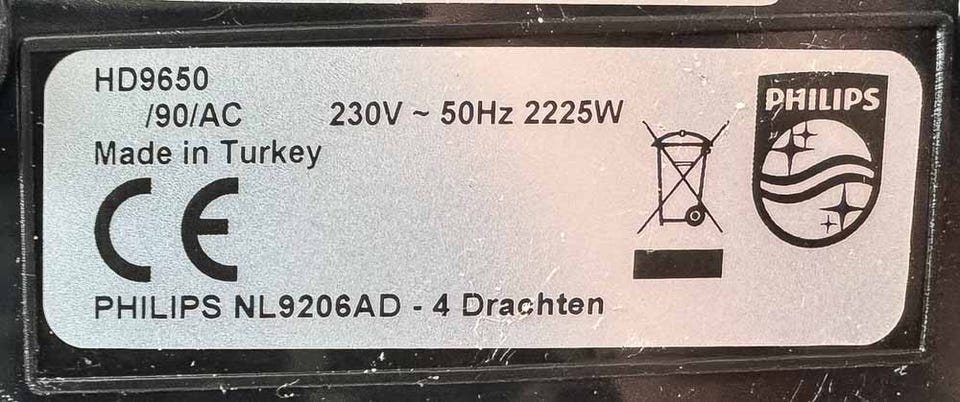 HD9650
/90/AC 230V ~ 50Hz 2225W
Made in Turkey
CE
PHILIPS
PHILIPS NL9206AD - 4 Drachten